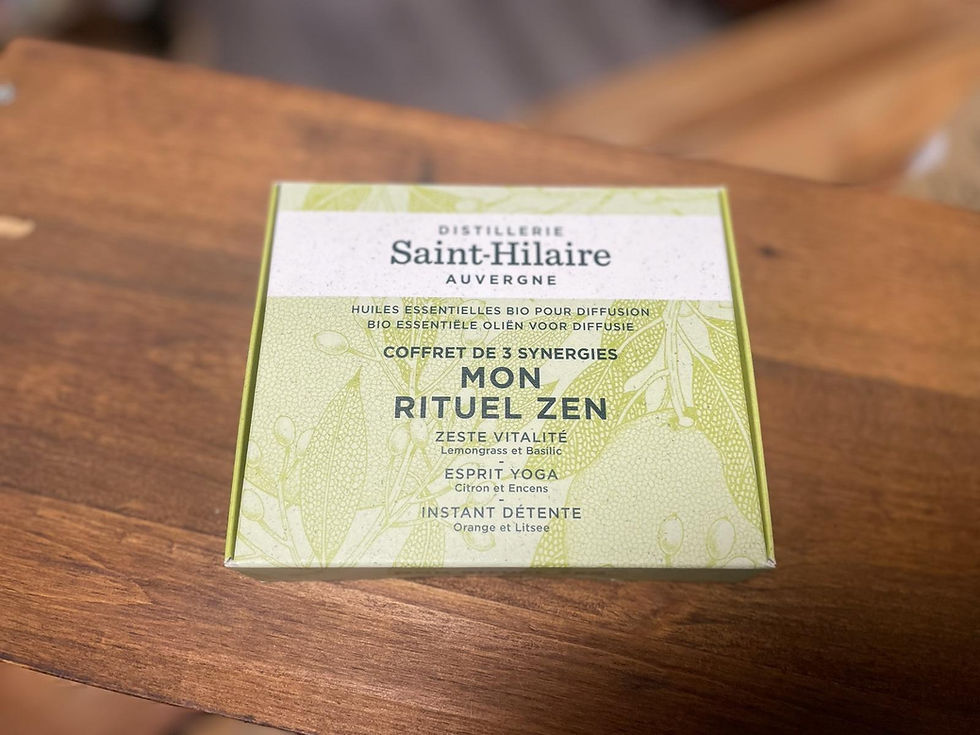 DISTILLERIE
Saint-Hilaire
AUVERGNE
HUILES ESSENTIELLES BIO POUR DIFFUSION
BIO ESSENTIËLE OLIËN VOOR DIFFUSIE
COFFRET DE 3 SYNERGIES
MON
RITUEL ZEN
ZESTE VITALITÉ
Lemongrass et Basilic
-
ESPRIT YOGA
Citron et Encens
-
INSTANT DÉTENTE
Orange et Litsee